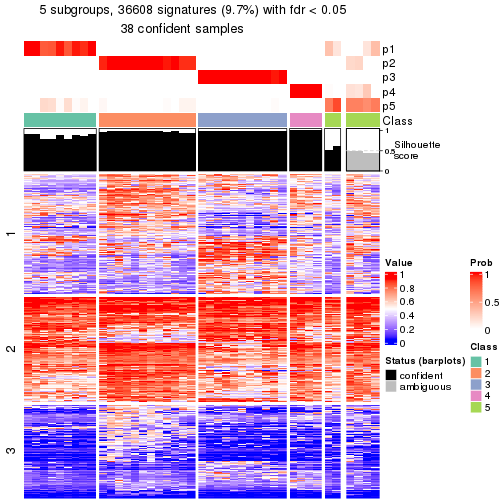 5 subgroups, 36608 signatures (9.7%) with fdr < 0.05
38 confident samples
p1
p2
p3
p4
p5
Class
1
0.5
0
Silhouette
score
1
2
3
Value
1
0.8
0.6
0.4
0.2
0
Status (barplots)
confident
ambiguous
Prob
1
0.5
0
Class
1
2
3
4
5